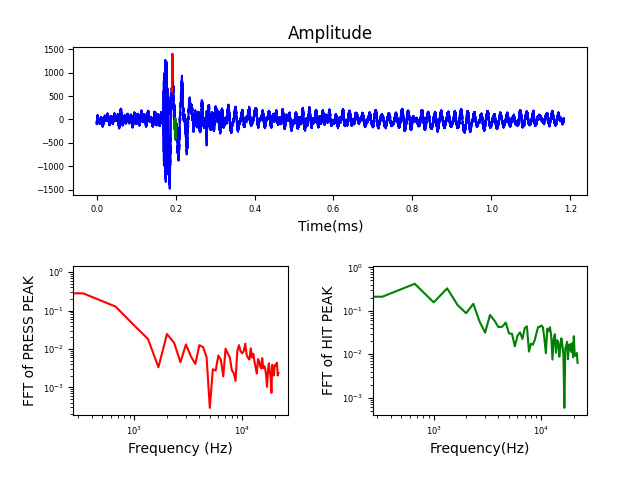 Amplitude
1500
1000
500
0
−500
−1000
−1500
0.0 0.2 0.4 0.6 0.8 1.0 1.2
Time(ms)
FFT of PRESS PEAK
10⁰
10⁻¹
10⁻²
10⁻³
10³ 10⁴
Frequency (Hz)
FFT of HIT PEAK
10⁰
10⁻¹
10⁻²
10⁻³
10³ 10⁴
Frequency(Hz)